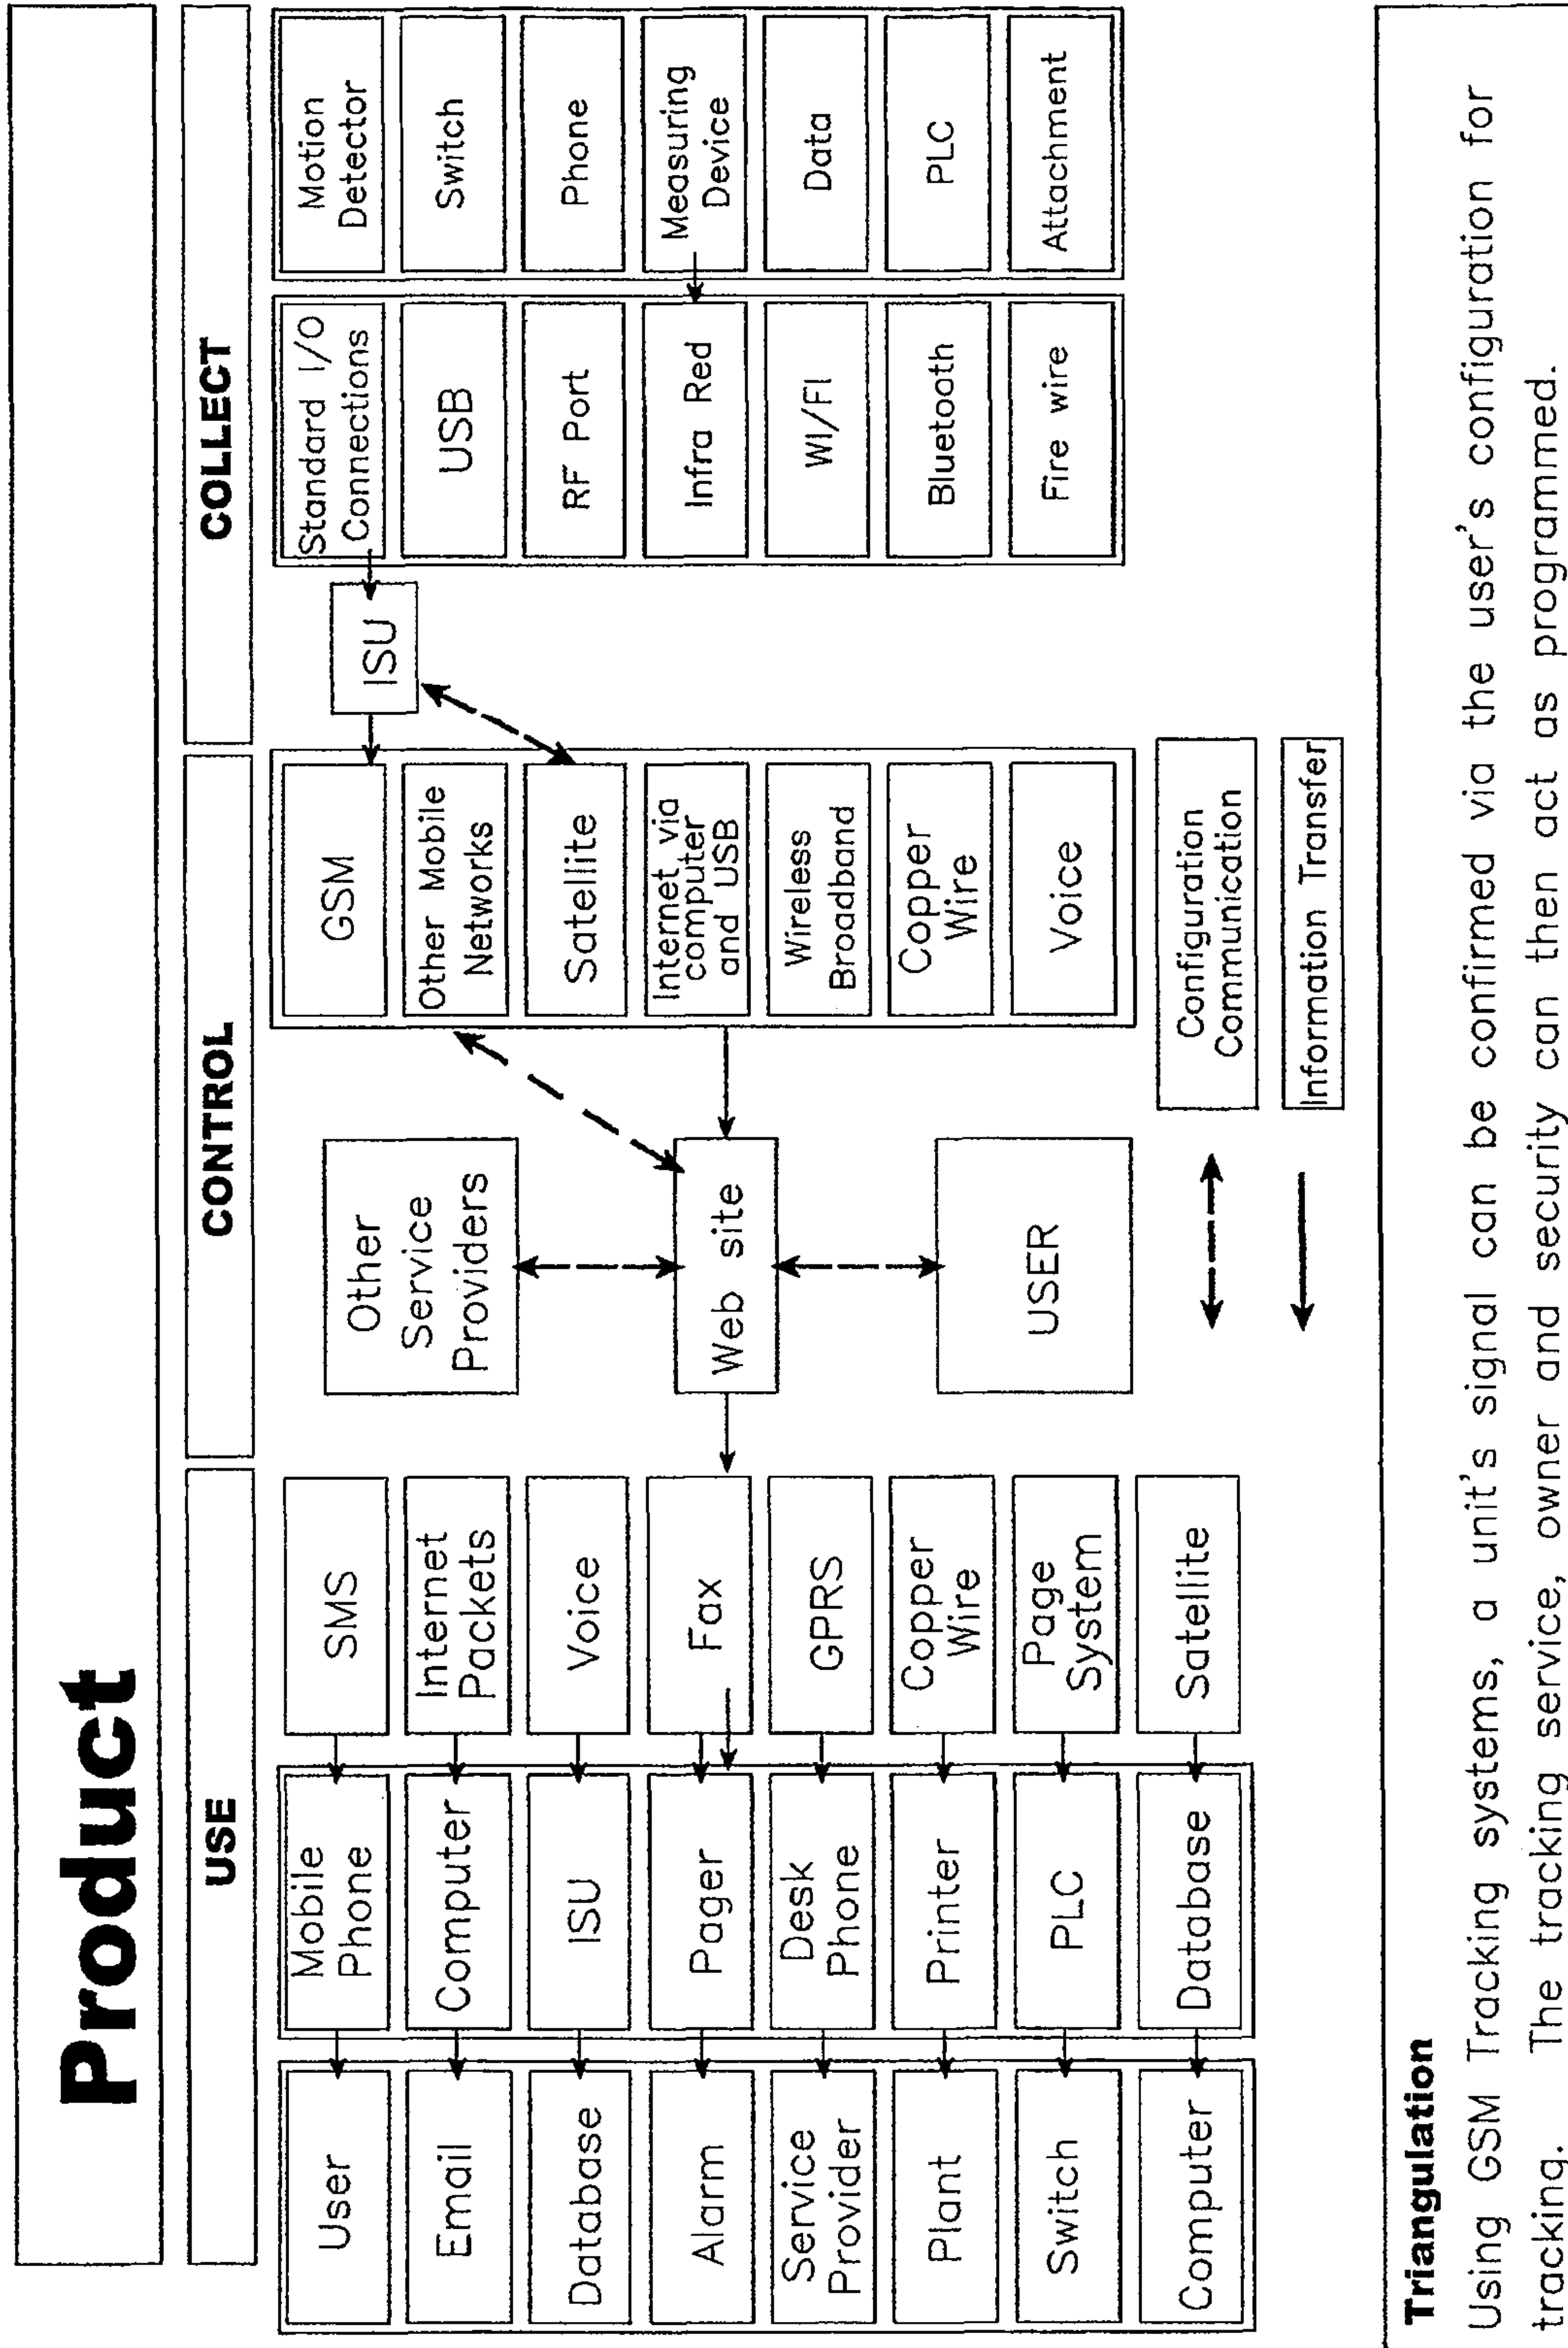 Product
USE
CONTROL
COLLECT
User
Email
Database
Alarm
Service
Provider
Plant
Switch
Computer
Mobile
Phone
Computer
ISU
Pager
Desk
Phone
Printer
PLC
Database
SMS
Internet
Packets
Voice
Fax
GPRS
Copper
Wire
Page
System
Satellite
Other
Service
Providers
Web site
USER
GSM
Other Mobile
Networks
Satellite
Internet via
computer
and USB
Wireless
Broadband
Copper
Wire
Voice
Configuration
Communication
Information Transfer
ISU
Standard I/O
Connections
USB
RF Port
Infra Red
WI/FI
Bluetooth
Fire wire
Motion
Detector
Switch
Phone
Measuring
Device
Data
PLC
Attachment
Triangulation
Using GSM Tracking systems, a unit's signal can be confirmed via the user's configuration for
tracking. The tracking service, owner and security can then act as programmed.